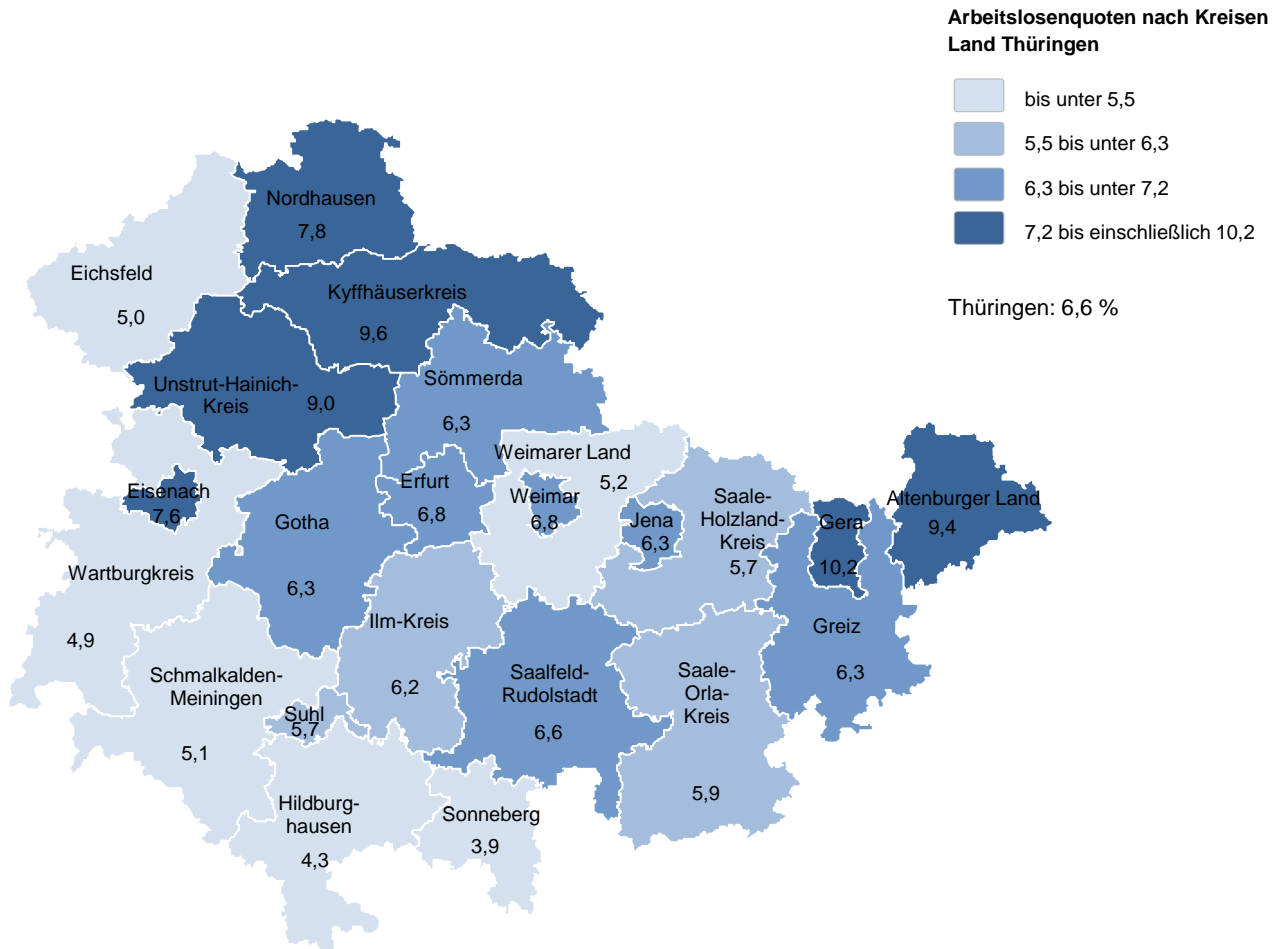 Arbeitslosenquoten nach Kreisen
Land Thüringen
bis unter 5,5
5,5 bis unter 6,3
6,3 bis unter 7,2
7,2 bis einschließlich 10,2
Thüringen: 6,6 %
Nordhausen
7,8
Eichsfeld
5,0
Kyffhäuserkreis
9,6
Unstrut-Hainich-
Kreis
9,0
Sömmerda
6,3
Weimarer Land
5,2
Eisenach
7,6
Gotha
6,3
Erfurt
6,8
Weimar
6,8
Jena
6,3
Saale-
Holzland-
Kreis
5,7
Gera
10,2
Altenburger Land
9,4
Wartburgkreis
4,9
Ilm-Kreis
6,2
Greiz
6,3
Schmalkalden-
Meiningen
5,1
Suhl
5,7
Saalfeld-
Rudolstadt
6,6
Saale-
Orla-
Kreis
5,9
Hildburg-
hausen
4,3
Sonneberg
3,9